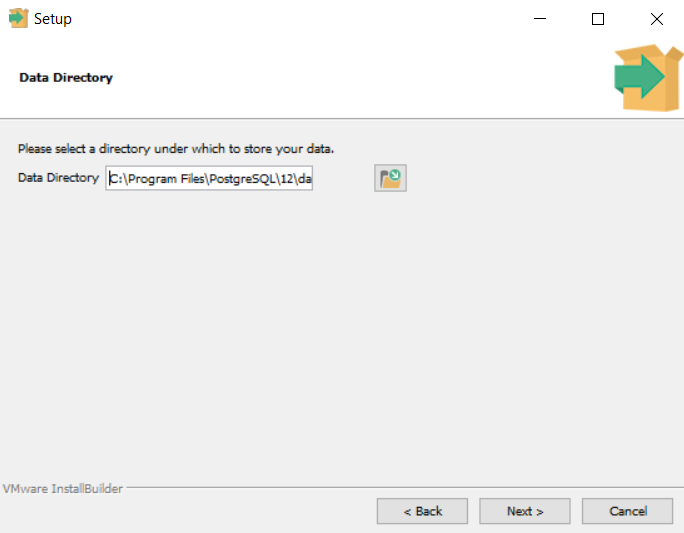 Setup
Data Directory
Please select a directory under which to store your data.
Data Directory C:\Program Files\PostgreSQL\12\da
VMware InstallBuilder
< Back Next > Cancel